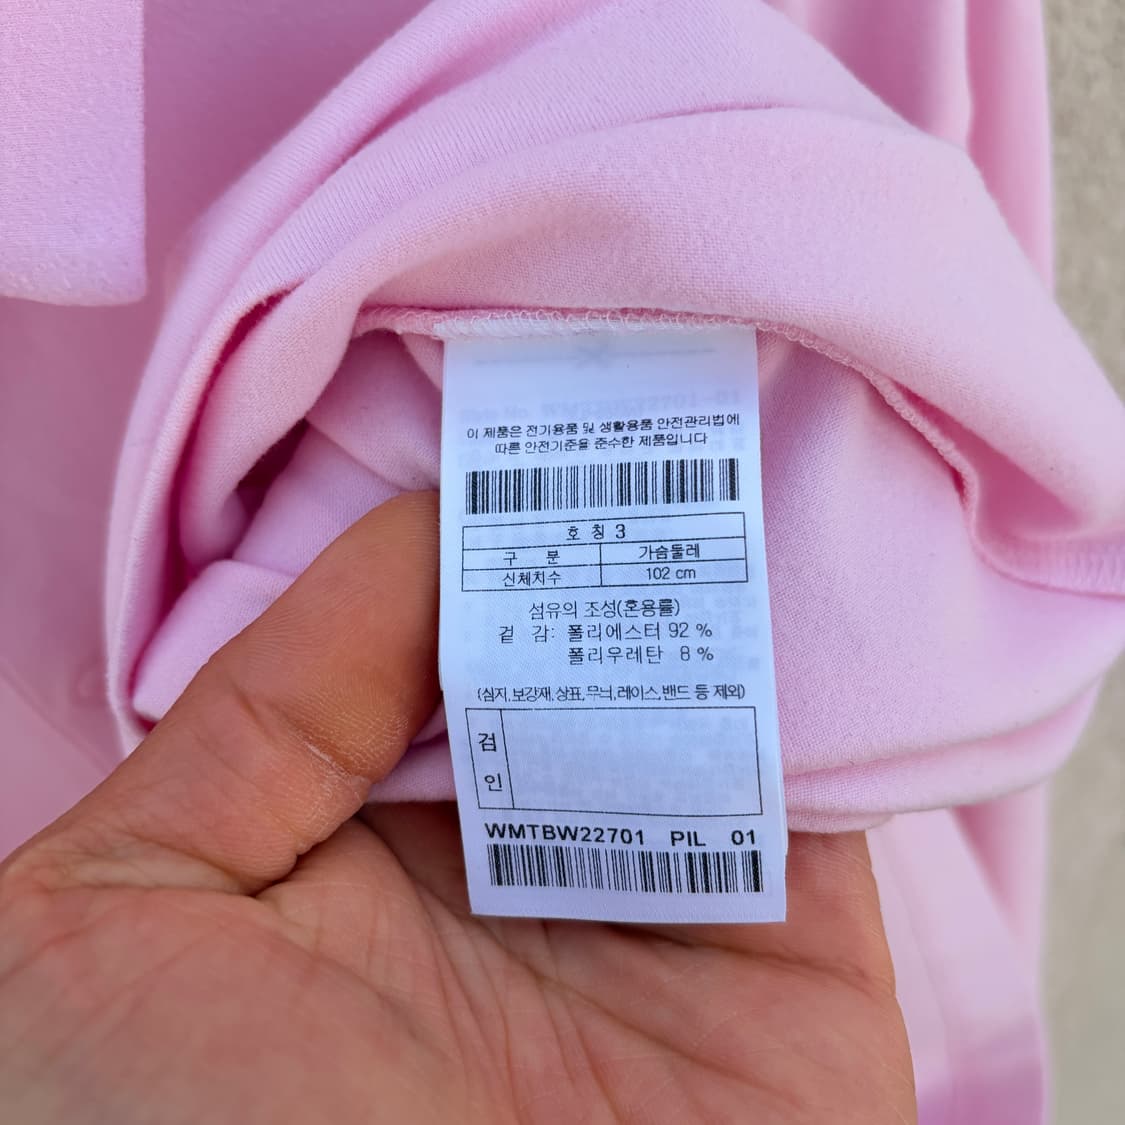 이 제품은 전기용품 및 생활용품 안전관리법에
따른 안전기준을 준수한 제품입니다
호 칭 3
구 분 가슴둘레
신체치수 102 cm
섬유의 조성(혼용률)
겉 감: 폴리에스터 92 %
폴리우레탄 8 %
(심지,보강재,상표,무늬,레이스,밴드 등 제외)
검
인
WMTBW22701 PIL 01